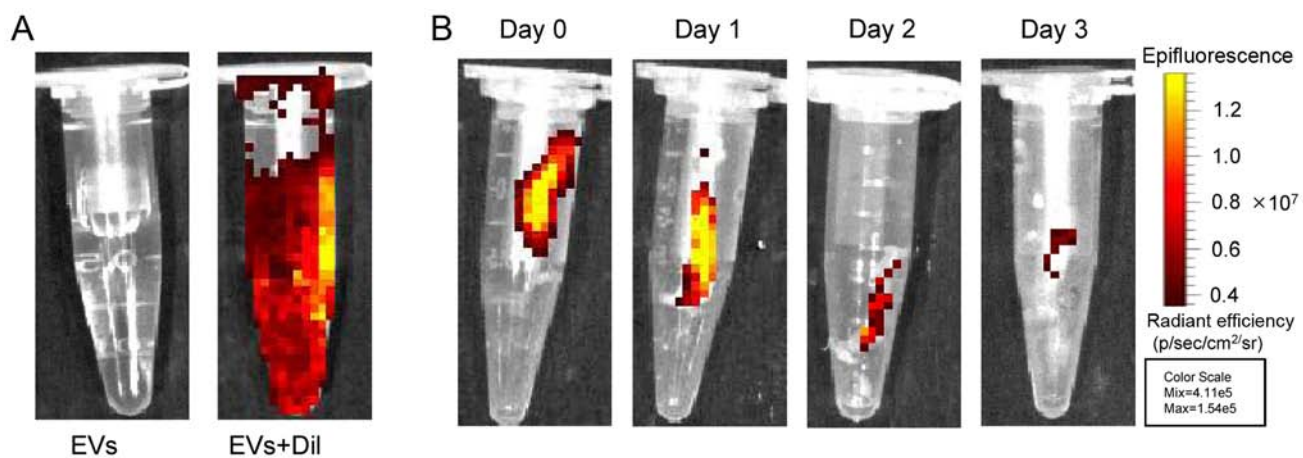 A
EVs
EVs+Dil
B
Day 0
Day 1
Day 2
Day 3
Epifluorescence
1.2
1.0
0.8
0.6
0.4
×10⁷
Radiant efficiency
(p/sec/cm²/sr)
Color Scale
Mix=4.11e5
Max=1.54e5